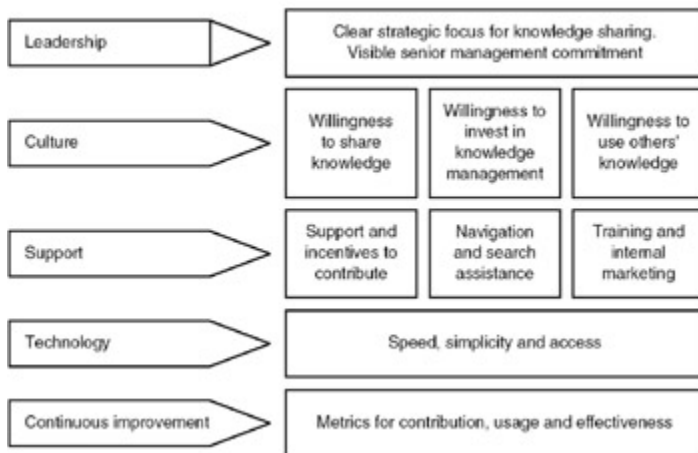 Leadership
Clear strategic focus for knowledge sharing.
Visible senior management commitment
Culture
Willingness
to share
knowledge
Willingness to
invest in
knowledge
management
Willingness to
use others'
knowledge
Support
Support and
incentives to
contribute
Navigation
and search
assistance
Training and
internal
marketing
Technology
Speed, simplicity and access
Continuous improvement
Metrics for contribution, usage and effectiveness